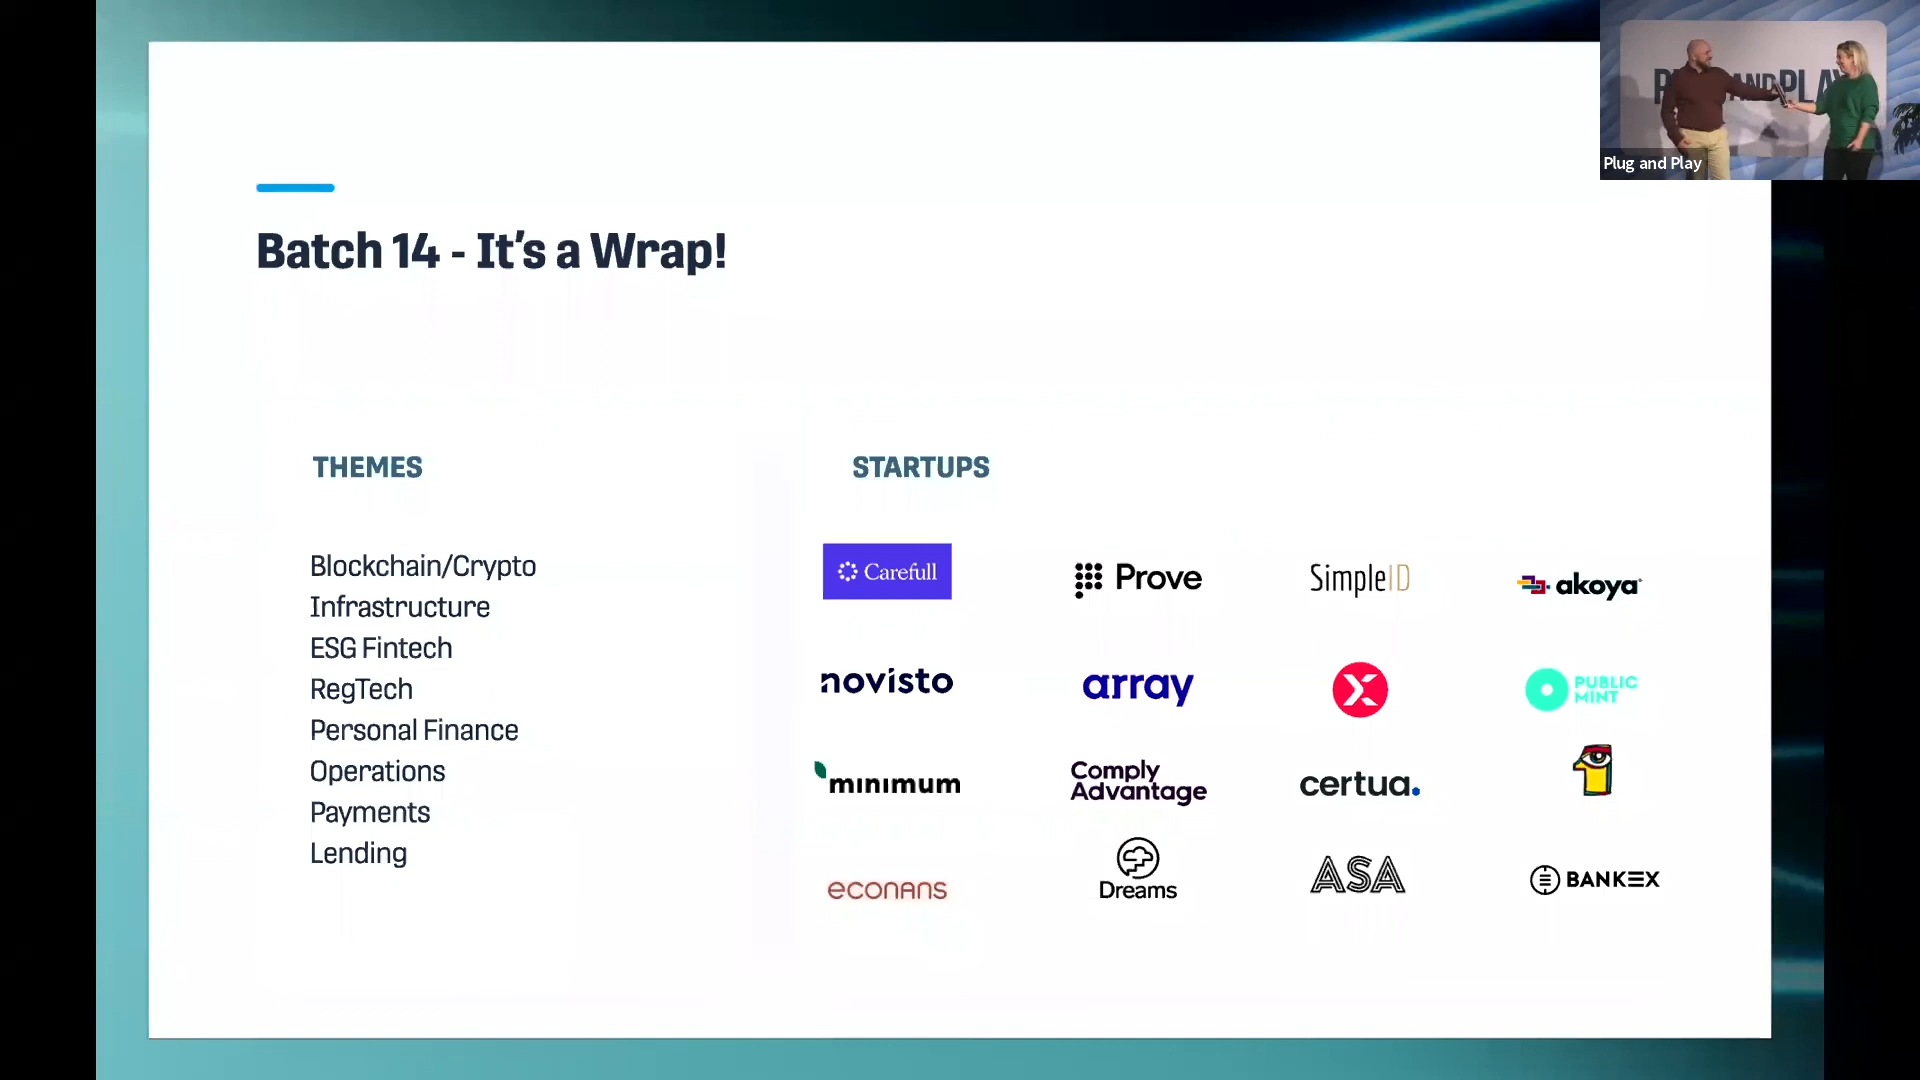 PLUGANDPLAY
Plug and Play
Batch 14 - It's a Wrap!
THEMES
Blockchain/Crypto
Infrastructure
ESG Fintech
RegTech
Personal Finance
Operations
Payments
Lending
STARTUPS
Carefull
Prove
SimpleID
akoya
novisto
array
PUBLIC
MINT
minimum
Comply
Advantage
certua.
econans
Dreams
ASA
BANKEX